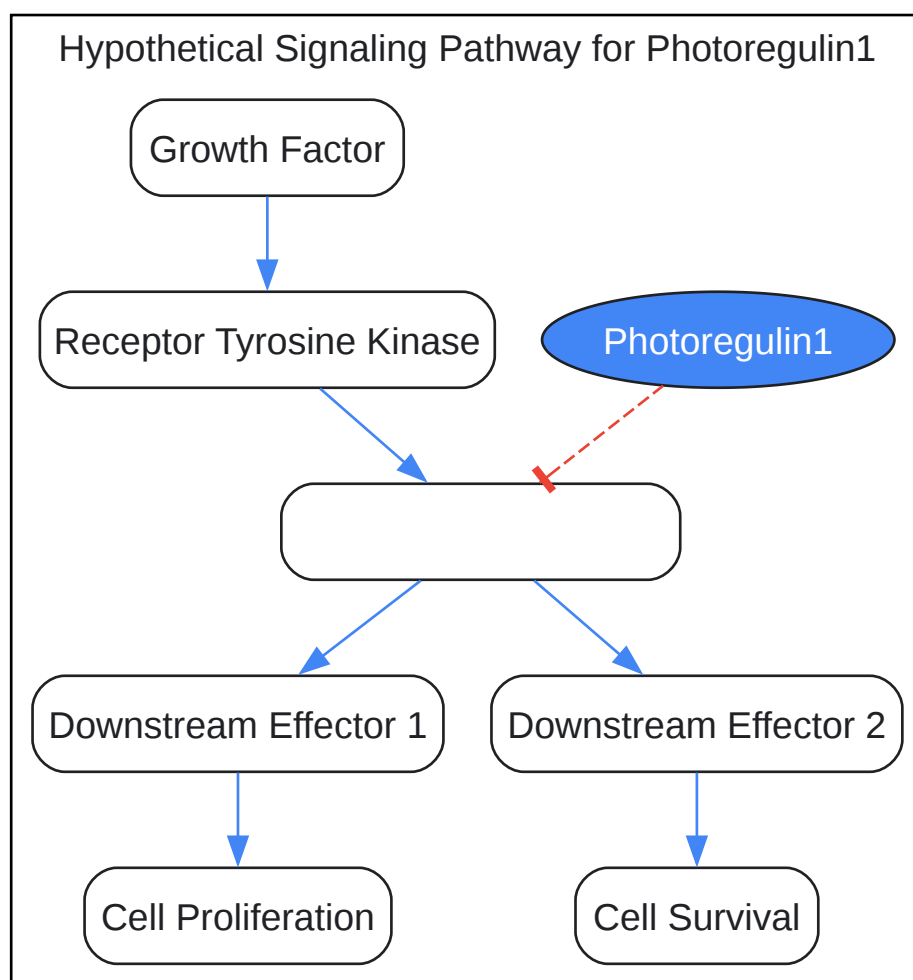 Hypothetical Signaling Pathway for Photoregulin1
Growth Factor
Receptor Tyrosine Kinase
Photoregulin1
Downstream Effector 1
Downstream Effector 2
Cell Proliferation
Cell Survival